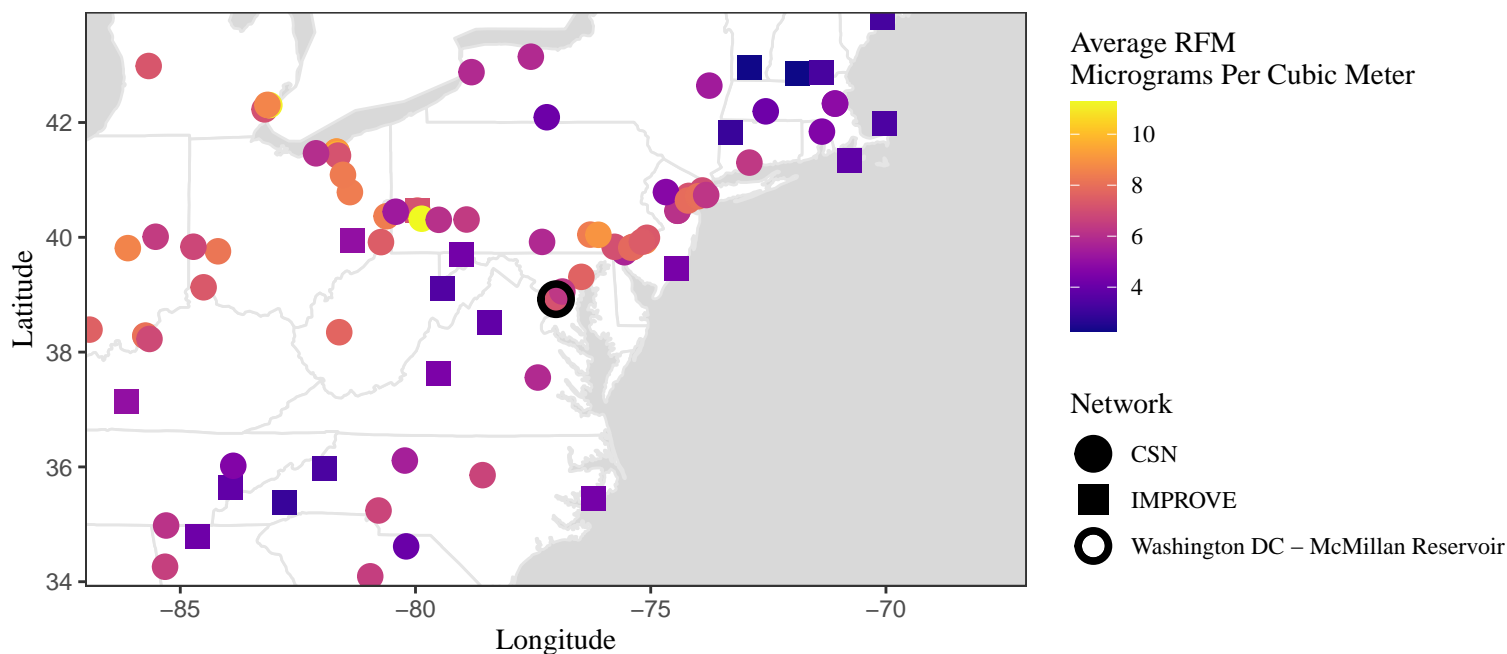 42
40
38
36
34
Latitude
−85
−80
−75
−70
Longitude
Average RFM
Micrograms Per Cubic Meter
10
8
6
4
Network
CSN
IMPROVE
Washington DC − McMillan Reservoir